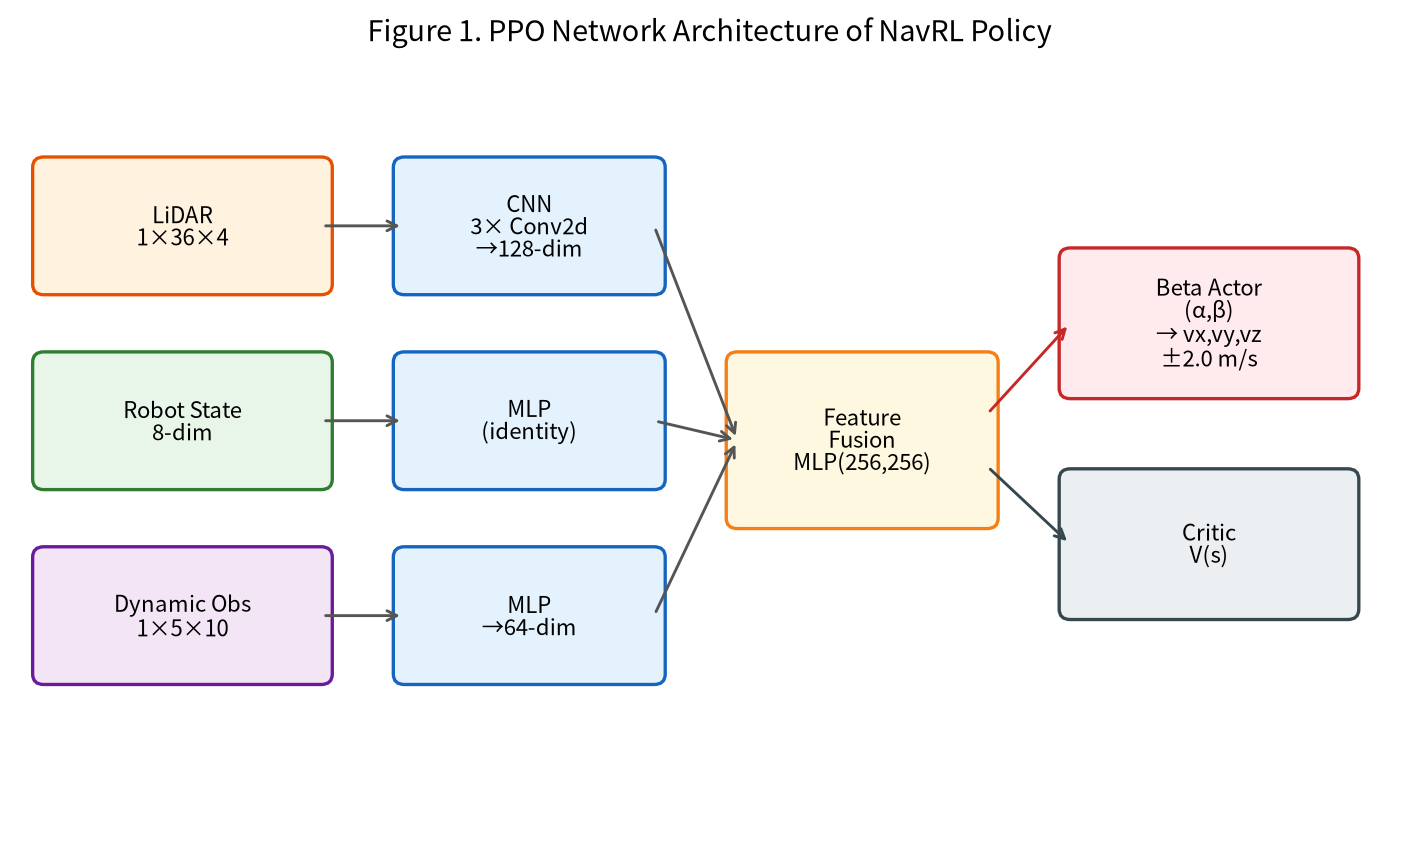 Figure 1. PPO Network Architecture of NavRL Policy
LiDAR
1×36×4
CNN
3× Conv2d
→128-dim
Robot State
8-dim
MLP
(identity)
Dynamic Obs
1×5×10
MLP
→64-dim
Feature
Fusion
MLP(256,256)
Beta Actor
(α,β)
→ vx,vy,vz
±2.0 m/s
Critic
V(s)